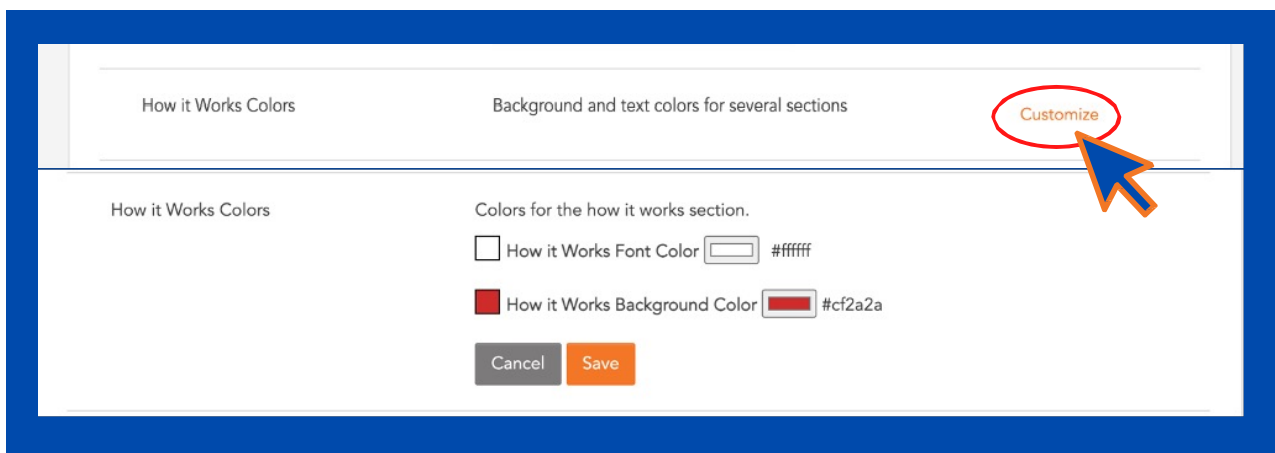 How it Works Colors Background and text colors for several sections Customize
How it Works Colors Colors for the how it works section.
How it Works Font Color #ffffff
How it Works Background Color #cf2a2a
Cancel Save